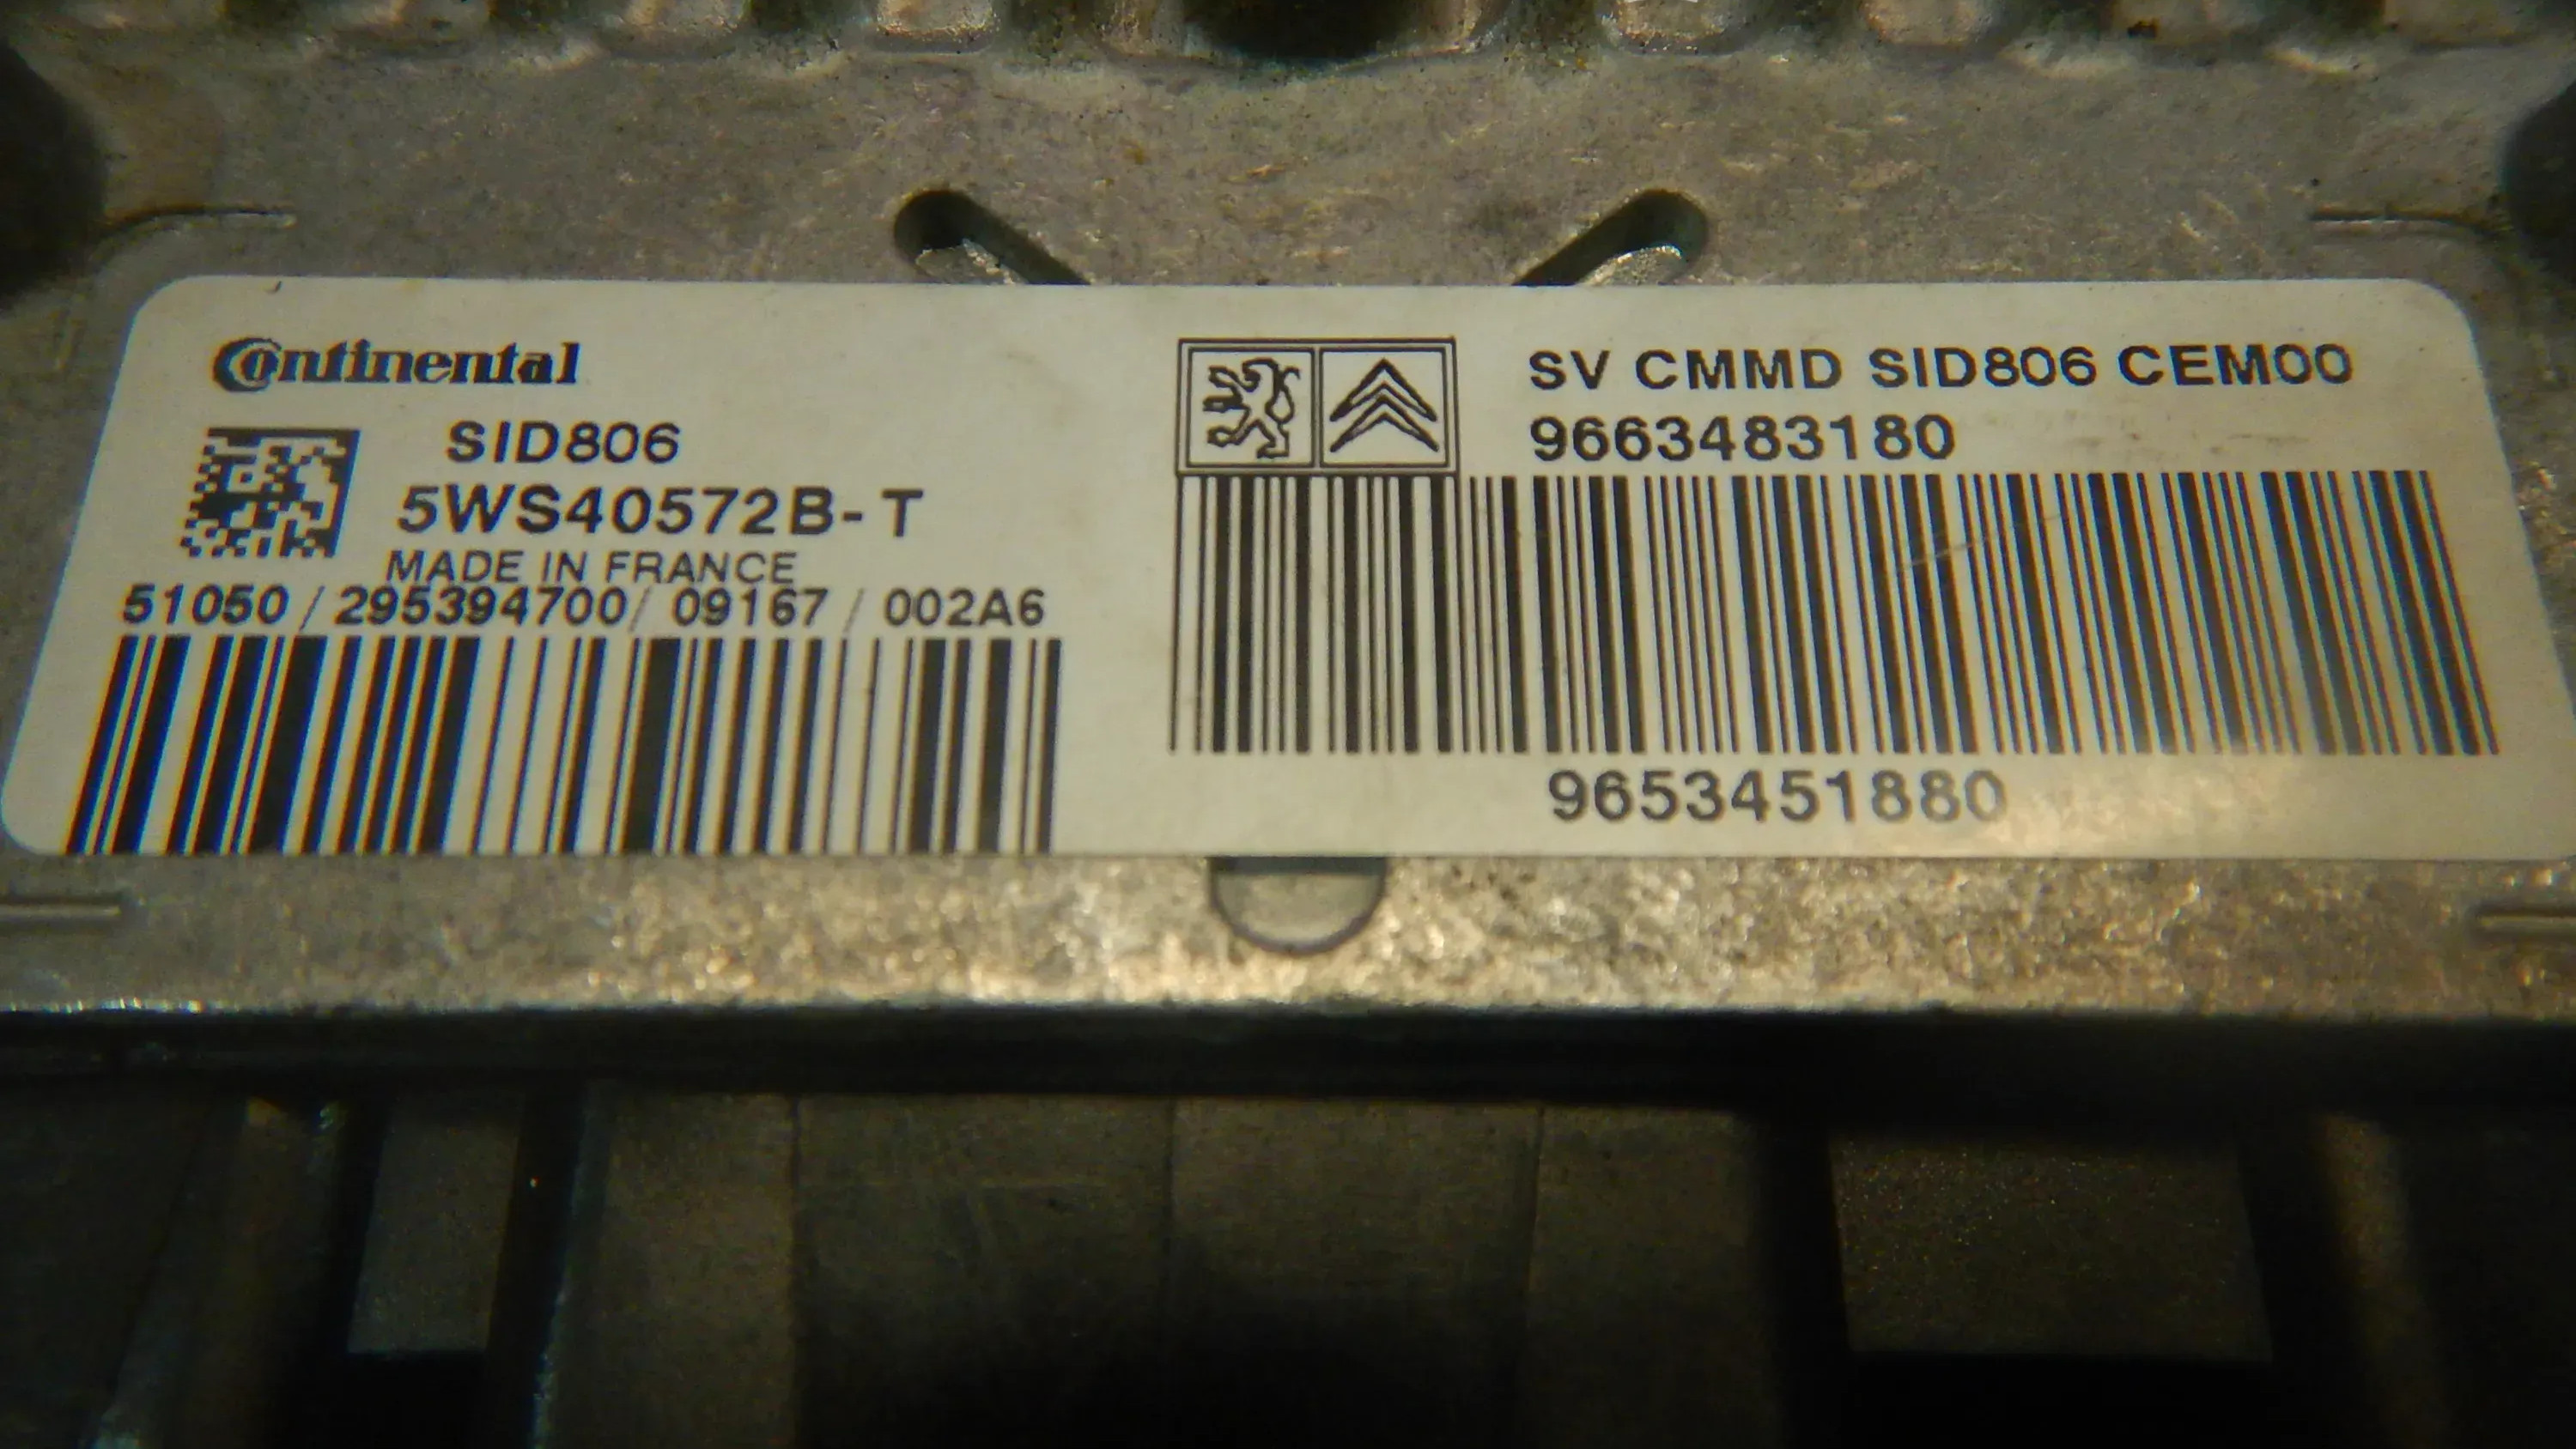 Continental
SID806
5WS40572B-T
MADE IN FRANCE
51050/295394700/09167/002A6
SV CMMD SID806 CEM00
9663483180
9653451880